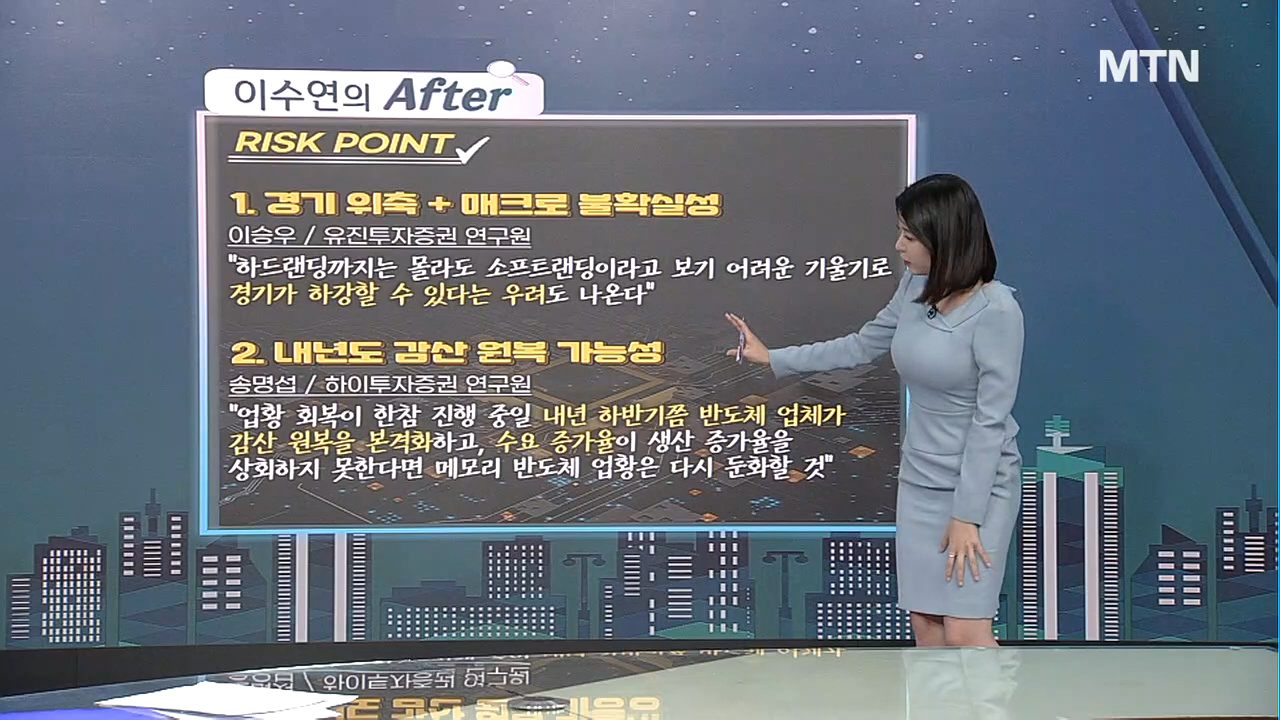 MTN
이수연의 After
RISK POINT
1. 경기 위축 + 매크로 불확실성
이승우 / 유진투자증권 연구원
"하드랜딩까지는 몰라도 소프트랜딩이라고 보기 어려운 기울기로
경기가 하강할 수 있다는 우려도 나온다"
2. 내년도 감산 원복 가능성
송명섭 / 하이투자증권 연구원
"업황 회복이 한참 진행 중일 내년 하반기쯤 반도체 업체가
감산 원복을 본격화하고, 수요 증가율이 생산 증가율을
상회하지 못한다면 메모리 반도체 업황은 다시 둔화할 것"